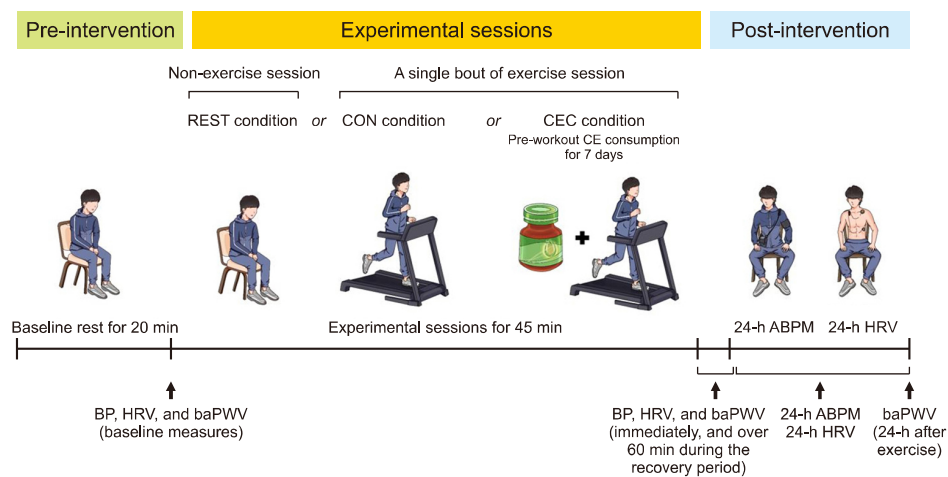 Pre-intervention
Experimental sessions
Post-intervention
Non-exercise session
A single bout of exercise session
REST condition
or
CON condition
or
CEC condition
Pre-workout CE consumption
for 7 days
Baseline rest for 20 min
Experimental sessions for 45 min
24-h ABPM
24-h HRV
BP, HRV, and baPWV
(baseline measures)
BP, HRV, and baPWV
(immediately, and over
60 min during the
recovery period)
24-h ABPM
24-h HRV
baPWV
(24-h after
exercise)